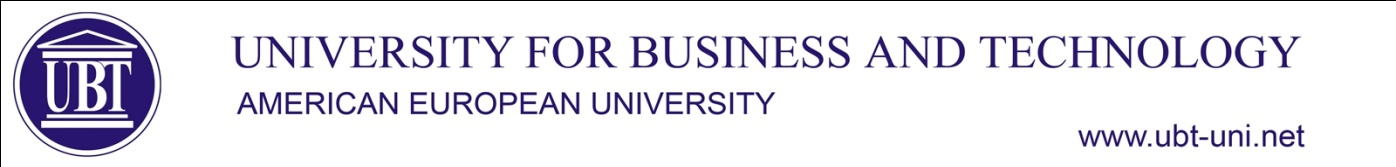 UBT
UNIVERSITY FOR BUSINESS AND TECHNOLOGY
AMERICAN EUROPEAN UNIVERSITY
www.ubt-uni.net